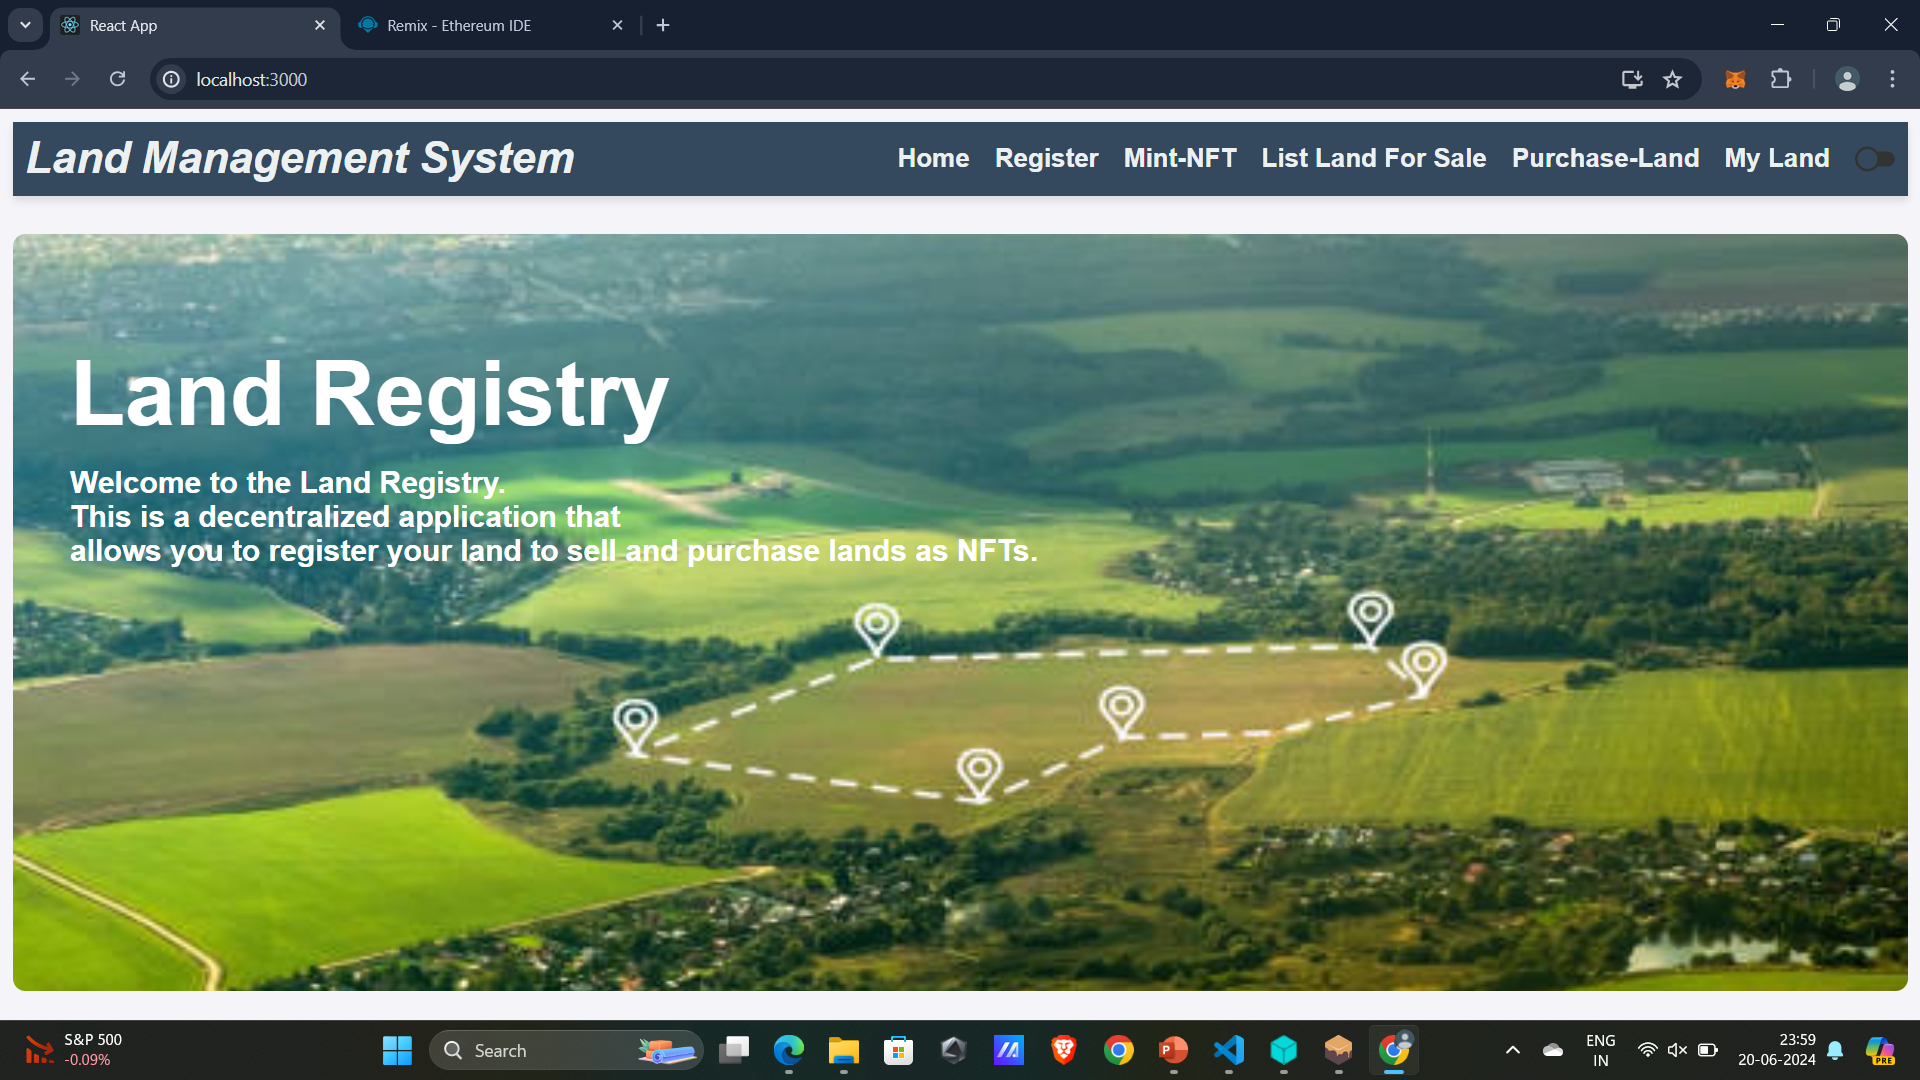 React App
Remix - Ethereum IDE
localhost:3000
Land Management System
Home Register Mint-NFT List Land For Sale Purchase-Land My Land
Land Registry
Welcome to the Land Registry.
This is a decentralized application that
allows you to register your land to sell and purchase lands as NFTs.
S&P 500
-0.09%
Search
P
PRE
ENG
IN
23:59
20-06-2024